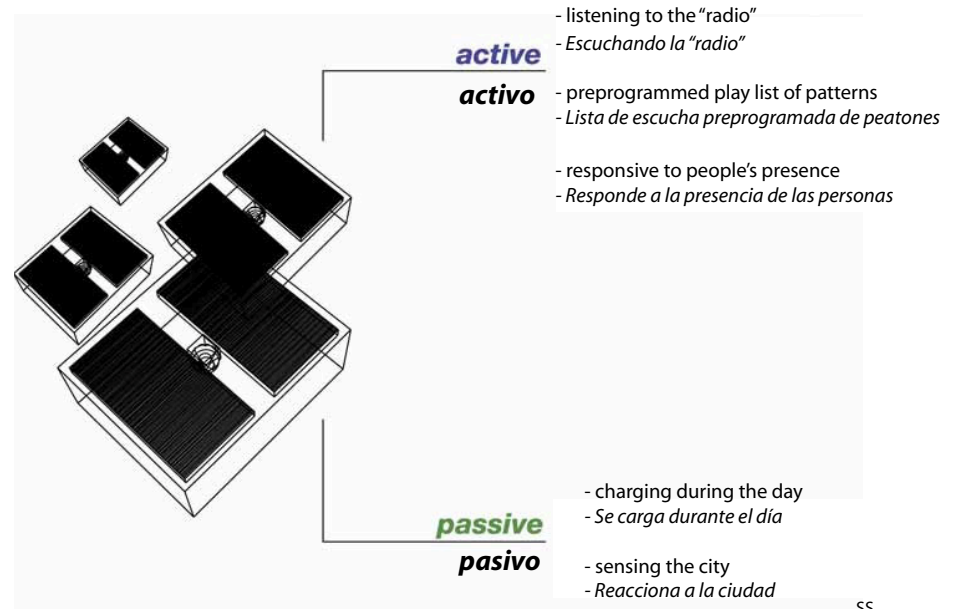 - listening to the “radio”
- Escuchando la “radio”
active
activo
- preprogrammed play list of patterns
- Lista de escucha preprogramada de peatones
- responsive to people’s presence
- Responde a la presencia de las personas
- charging during the day
- Se carga durante el día
passive
pasivo
- sensing the city
- Reacciona a la ciudad
SS